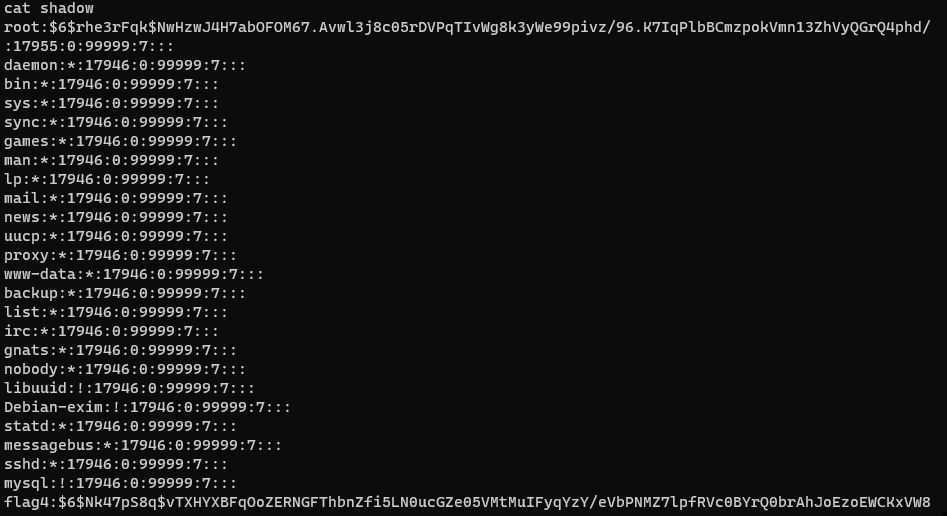 cat shadow
root:$6$rhe3rFqk$NwHzwJ4H7abOFOM67.Avwl3j8c05rDVPqTIvWg8k3yWe99pivz/96.K7IqPlbBCmzpokVmn13ZhVyQGrQ4phd/
:17955:0:99999:7:::
daemon:*:17946:0:99999:7:::
bin:*:17946:0:99999:7:::
sys:*:17946:0:99999:7:::
sync:*:17946:0:99999:7:::
games:*:17946:0:99999:7:::
man:*:17946:0:99999:7:::
lp:*:17946:0:99999:7:::
mail:*:17946:0:99999:7:::
news:*:17946:0:99999:7:::
uucp:*:17946:0:99999:7:::
proxy:*:17946:0:99999:7:::
www-data:*:17946:0:99999:7:::
backup:*:17946:0:99999:7:::
list:*:17946:0:99999:7:::
irc:*:17946:0:99999:7:::
gnats:*:17946:0:99999:7:::
nobody:*:17946:0:99999:7:::
libuuid:!:17946:0:99999:7:::
Debian-exim:!:17946:0:99999:7:::
statd:*:17946:0:99999:7:::
messagebus:*:17946:0:99999:7:::
sshd:*:17946:0:99999:7:::
mysql:!:17946:0:99999:7:::
flag4:$6$Nk47pS8q$vTXHYXBFqOoZERNGFThbnZfi5LN0ucGZe05VMtMuIFyqYzY/eVbPNMZ7lpfRVc0BYrQ0brAhJoEzoEWCKxVW8